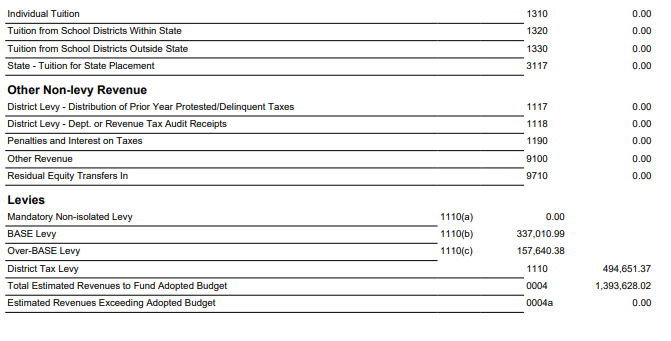 Individual Tuition 1310 0.00
Tuition from School Districts Within State 1320 0.00
Tuition from School Districts Outside State 1330 0.00
State - Tuition for State Placement 3117 0.00
Other Non-levy Revenue
District Levy - Distribution of Prior Year Protested/Delinquent Taxes 1117 0.00
District Levy - Dept. or Revenue Tax Audit Receipts 1118 0.00
Penalties and Interest on Taxes 1190 0.00
Other Revenue 9100 0.00
Residual Equity Transfers In 9710 0.00
Levies
Mandatory Non-isolated Levy 1110(a) 0.00
BASE Levy 1110(b) 337,010.99
Over-BASE Levy 1110(c) 157,640.38
District Tax Levy 1110 494,651.37
Total Estimated Revenues to Fund Adopted Budget 0004 1,393,628.02
Estimated Revenues Exceeding Adopted Budget 0004a 0.00